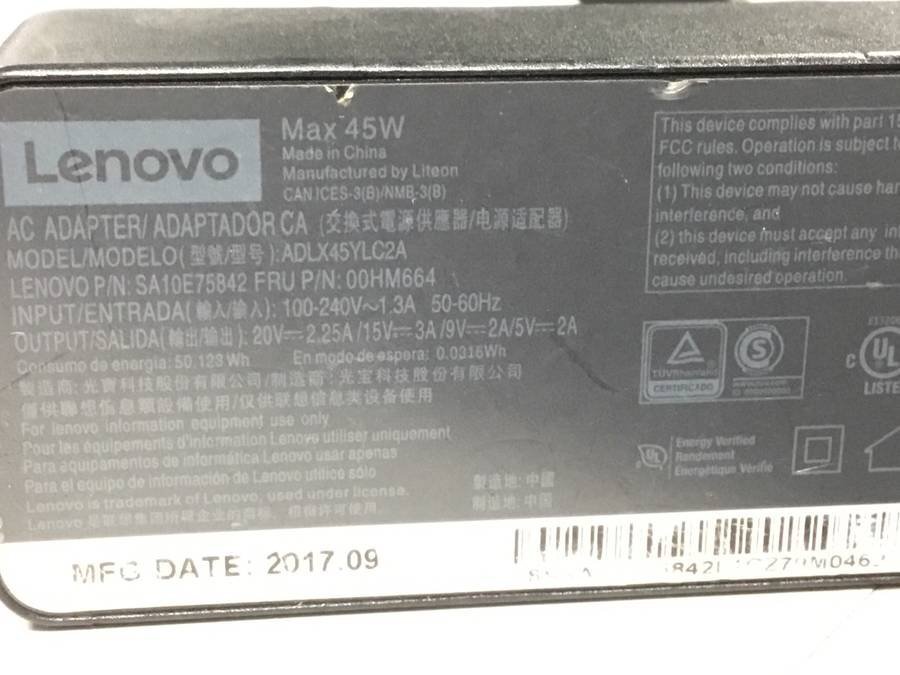 Lenovo
Max 45W
Made in China
Manufactured by Liteon
CAN ICES-3(B)/NMB-3(B)
AC ADAPTER/ ADAPTADOR CA (交換式電源供應器/电源适配器)
MODEL/MODELO(型號/型号):ADLX45YLC2A
LENOVO P/N: SA10E75842 FRU P/N: 00HM664
INPUT/ENTRADA(輸入/输入): 100-240V~1.3A 50-60Hz
OUTPUT/SALIDA(輸出/输出): 20V⎓2.25A/15V⎓3A/9V⎓2A/5V⎓2A
Consumo de energía: 50.123 Wh En modo de espera: 0.0316Wh
製造商: 光寶科技股份有限公司/制造商: 光宝科技股份有限公司
僅供聯想信息類設備使用/仅供联想信息类设备使用
For lenovo information equipment use only
Pour les équipements d'information Lenovo utiliser uniquement
Para equipamentos de informática Lenovo usar apenas
Para el equipo de información de Lenovo utilice sólo
Lenovo is trademark of Lenovo, used under license.
製造地: 中國
制造地: 中国
This device complies with part 15
FCC rules. Operation is subject
following two conditions:
(1) This device may not cause
interference, and
(2) this device must accept any
received, including interference
cause undesired operation.
TÜVRheinland
CERTIFICADO
S
C UL
LISTE
UL
Energy Verified
Rendement
Énergétique Vérifié
MFG DATE: 2017.09